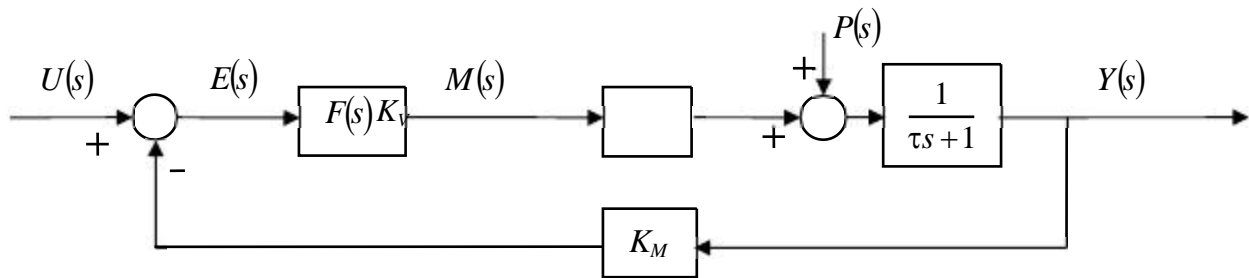 P(s)
U(s)
E(s)
M(s)
Y(s)
+
F(s) K_V
1
τs+1
+
+
−
K_M